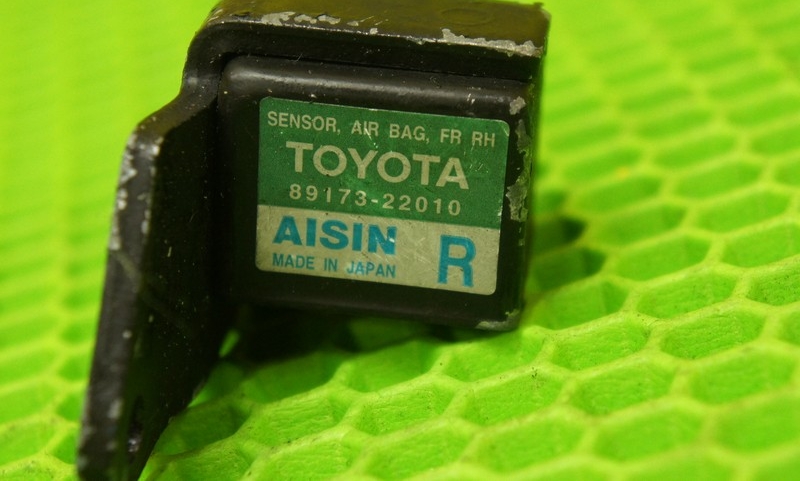 SENSOR, AIR BAG, FR RH
TOYOTA
89173-22010
AISIN R
MADE IN JAPAN